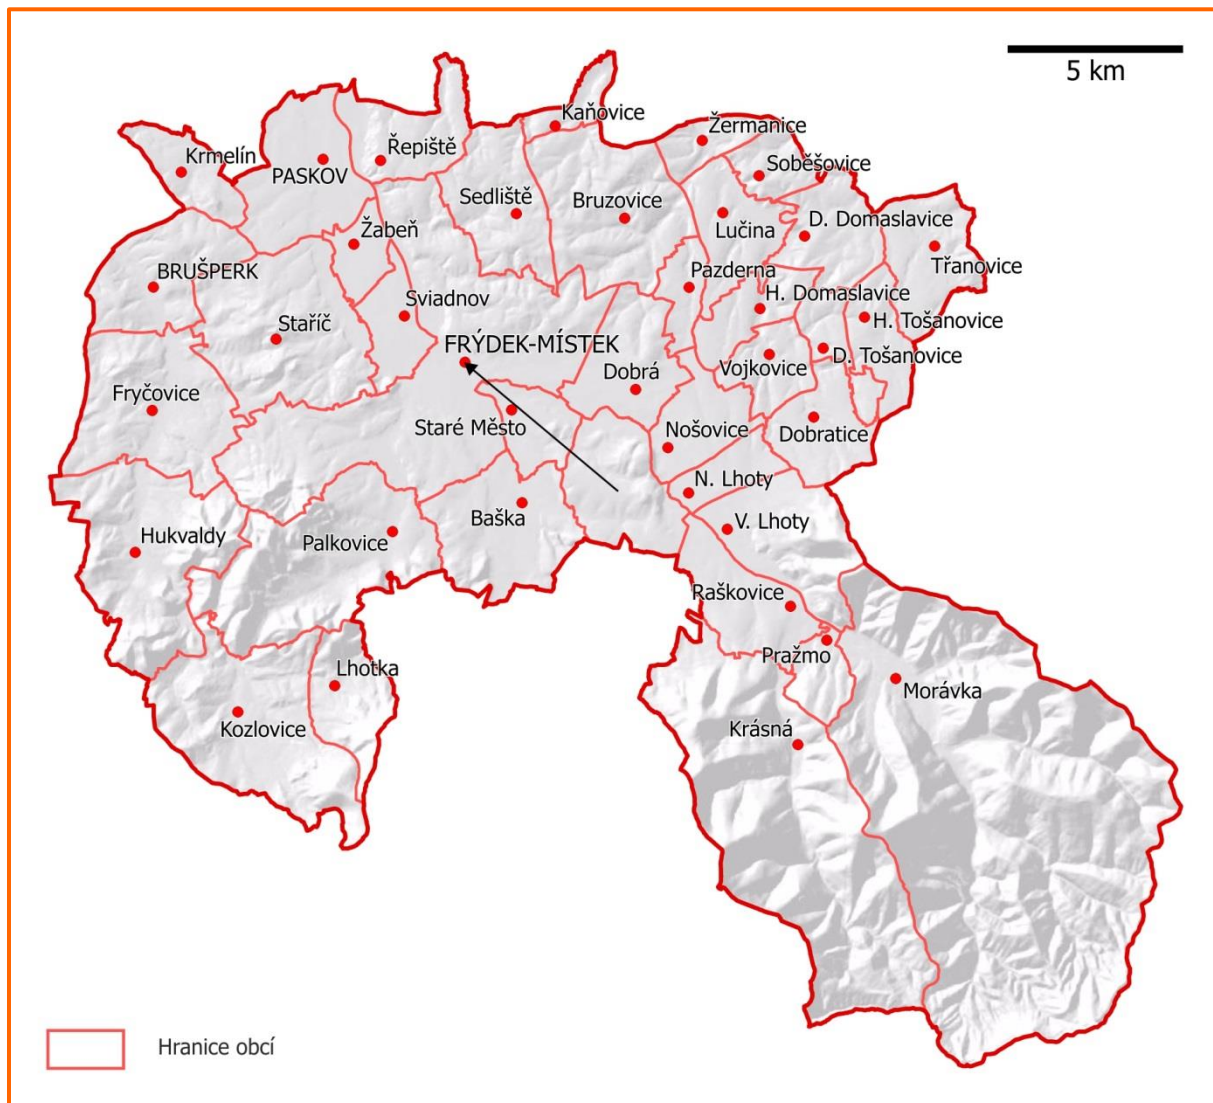 5 km
Kaňovice
Žermanice
Řepiště
Krmelín
PASKOV
Soběšovice
Sedliště
Bruzovice
Lučina
D. Domaslavice
Žabeň
Třanovice
BRUŠPERK
Pazderna
H. Domaslavice
Sviadnov
Staříč
H. Tošanovice
FRÝDEK-MÍSTEK
D. Tošanovice
Vojkovice
Dobrá
Fryčovice
Staré Město
Nošovice
Dobratice
N. Lhoty
Baška
V. Lhoty
Hukvaldy
Palkovice
Raškovice
Pražmo
Lhotka
Morávka
Kozlovice
Krásná
Hranice obcí